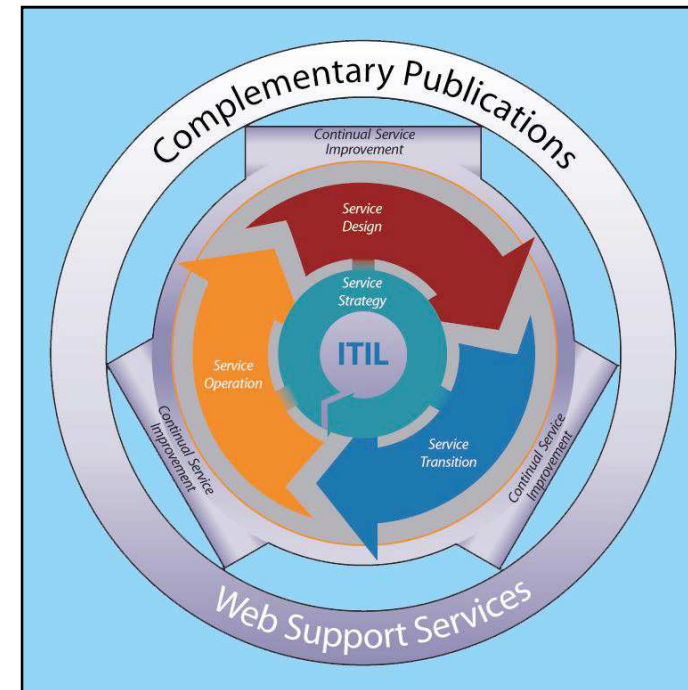 Complementary Publications
Continual Service
Improvement
Service
Design
Service
Strategy
ITIL
Service
Operation
Service
Transition
Continual Service
Improvement
Continual Service
Improvement
Web Support Services